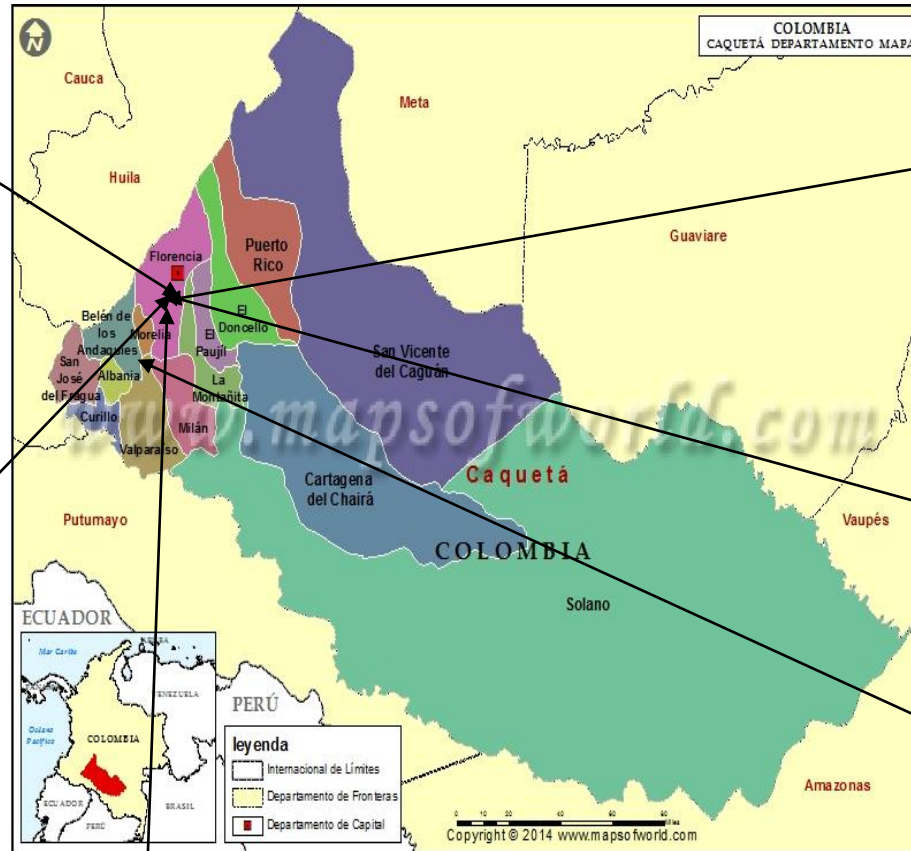 COLOMBIA
CAQUETÁ DEPARTAMENTO MAPA
N
Cauca
Meta
Huila
Guaviare
Florencia
Puerto
Rico
El
Doncello
Belén de
los
Andaquies
Morelia
El
Paujíl
San
José
del Fragua
Albania
La
Montañita
San Vicente
del Caguán
Curillo
Milán
Valparaíso
www.mapsofworld.com
Cartagena
del Chairá
Caquetá
Putumayo
Vaupés
COLOMBIA
Solano
ECUADOR
PERÚ
Amazonas
Mar Caribe
VENEZUELA
Océano
Pacífico
COLOMBIA
ECUADOR
PERÚ
BRASIL
leyenda
Internacional de Límites
Departamento de Fronteras
Departamento de Capital
Miles
Copyright © 2014 www.mapsofworld.com